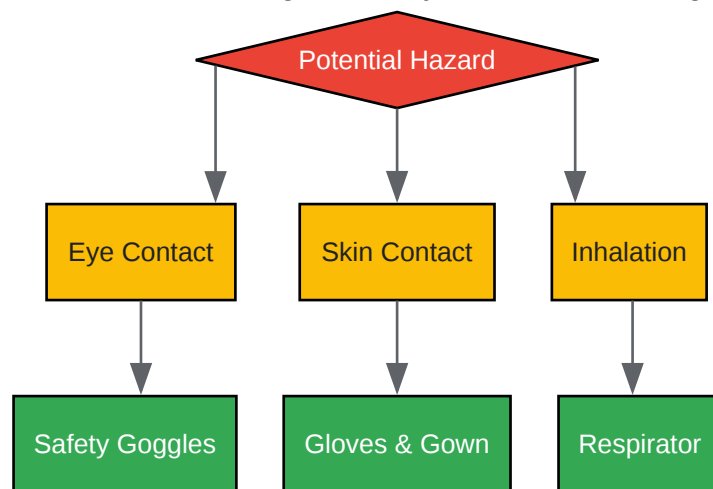 Potential Hazard
Eye Contact
Skin Contact
Inhalation
Safety Goggles
Gloves & Gown
Respirator